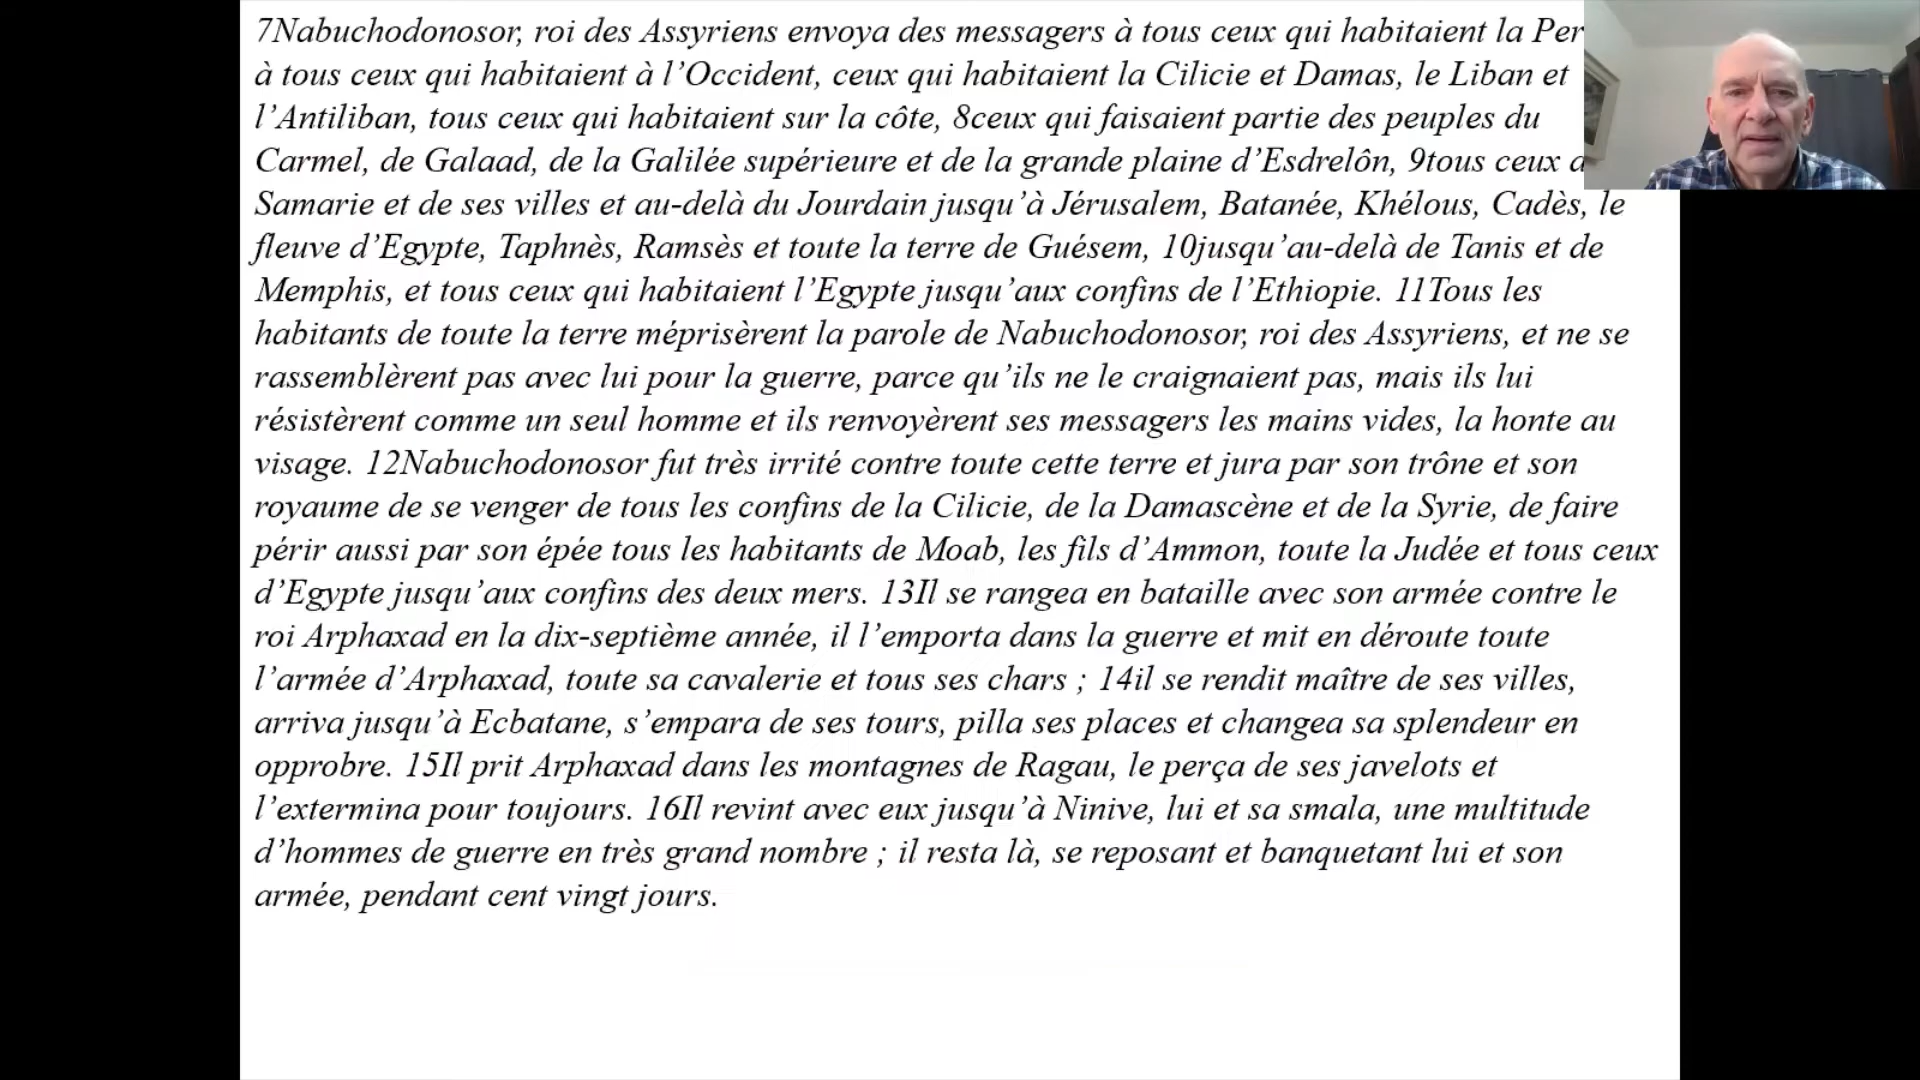 7Nabuchodonosor, roi des Assyriens envoya des messagers à tous ceux qui habitaient la
à tous ceux qui habitaient à l’Occident, ceux qui habitaient la Cilicie et Damas, le Liban et
l’Antiliban, tous ceux qui habitaient sur la côte, 8ceux qui faisaient partie des peuples du
Carmel, de Galaad, de la Galilée supérieure et de la grande plaine d’Esdrelôn, 9tous ceux
Samarie et de ses villes et au-delà du Jourdain jusqu’à Jérusalem, Batanée, Khélous, Cadès, le
fleuve d’Egypte, Taphnès, Ramsès et toute la terre de Guésem, 10jusqu’au-delà de Tanis et de
Memphis, et tous ceux qui habitaient l’Egypte jusqu’aux confins de l’Ethiopie. 11Tous les
habitants de toute la terre méprisèrent la parole de Nabuchodonosor, roi des Assyriens, et ne se
rassemblèrent pas avec lui pour la guerre, parce qu’ils ne le craignaient pas, mais ils lui
résistèrent comme un seul homme et ils renvoyèrent ses messagers les mains vides, la honte au
visage. 12Nabuchodonosor fut très irrité contre toute cette terre et jura par son trône et son
royaume de se venger de tous les confins de la Cilicie, de la Damascène et de la Syrie, de faire
périr aussi par son épée tous les habitants de Moab, les fils d’Ammon, toute la Judée et tous ceux
d’Egypte jusqu’aux confins des deux mers. 13Il se rangea en bataille avec son armée contre le
roi Arphaxad en la dix-septième année, il l’emporta dans la guerre et mit en déroute toute
l’armée d’Arphaxad, toute sa cavalerie et tous ses chars ; 14il se rendit maître de ses villes,
arriva jusqu’à Ecbatane, s’empara de ses tours, pilla ses places et changea sa splendeur en
opprobre. 15Il prit Arphaxad dans les montagnes de Ragau, le perça de ses javelots et
l’extermina pour toujours. 16Il revint avec eux jusqu’à Ninive, lui et sa smala, une multitude
d’hommes de guerre en très grand nombre ; il resta là, se reposant et banquetant lui et son
armée, pendant cent vingt jours.